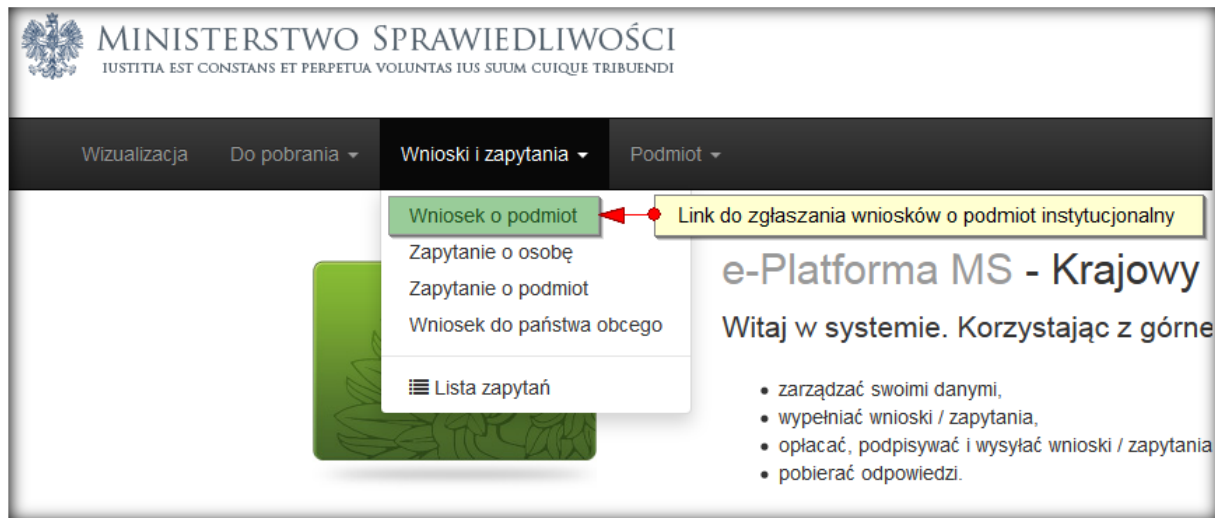 MINISTERSTWO SPRAWIEDLIWOŚCI
IUSTITIA EST CONSTANS ET PERPETUA VOLUNTAS IUS SUUM CUIQUE TRIBUENDI
Wizualizacja Do pobrania Wnioski i zapytania Podmiot
Wniosek o podmiot
Link do zgłaszania wniosków o podmiot instytucjonalny
Zapytanie o osobę
Zapytanie o podmiot
Wniosek do państwa obcego
Lista zapytań
e-Platforma MS - Krajowy
Witaj w systemie. Korzystając z górne
• zarządzać swoimi danymi,
• wypełniać wnioski / zapytania,
• opłacać, podpisywać i wysyłać wnioski / zapytania
• pobierać odpowiedzi.